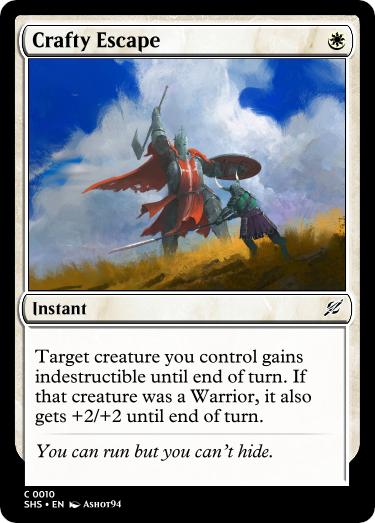 Crafty Escape
Instant
Target creature you control gains
indestructible until end of turn. If
that creature was a Warrior, it also
gets +2/+2 until end of turn.
You can run but you can't hide.
C 0010
SHS • EN Ashot94